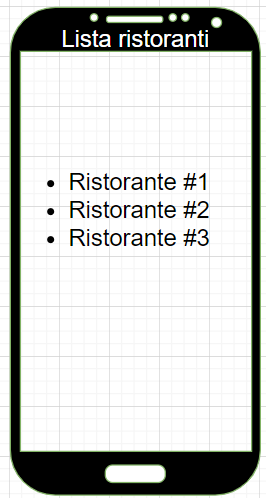 Lista ristoranti
• Ristorante #1
• Ristorante #2
• Ristorante #3